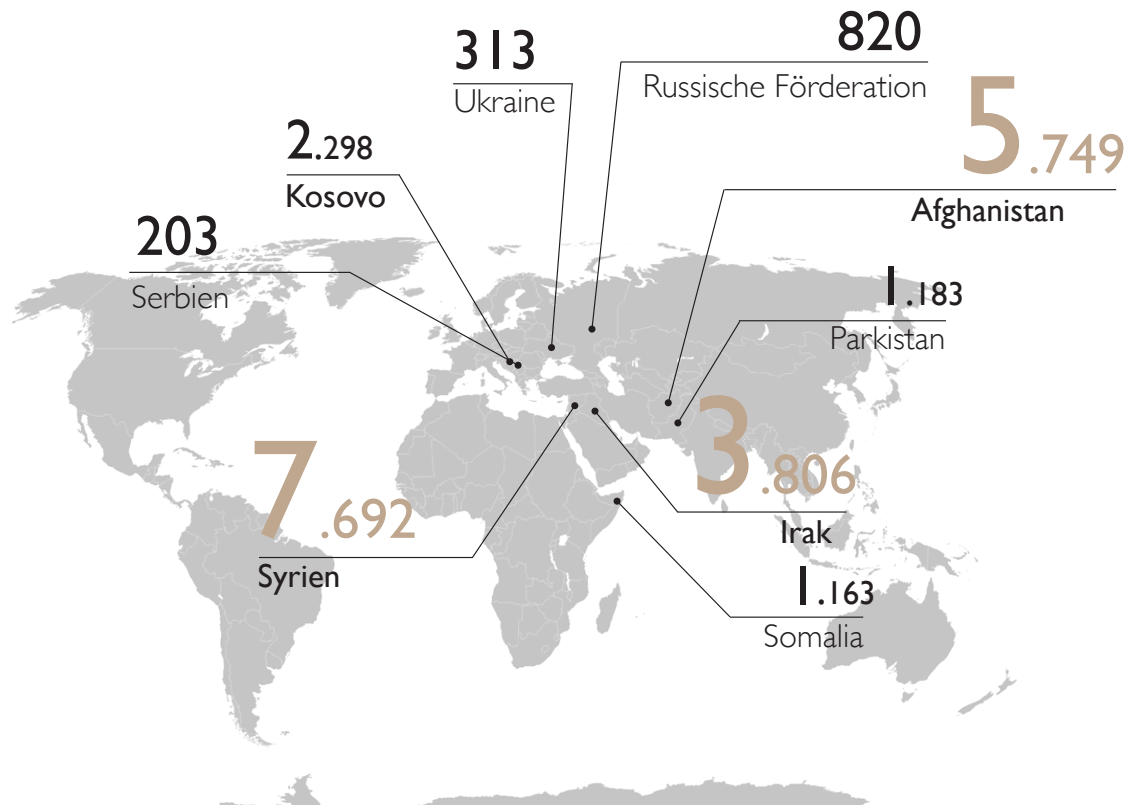 820
Russische Förderation
313
Ukraine
5.749
Afghanistan
2.298
Kosovo
203
Serbien
1.183
Parkistan
3.806
Irak
7.692
Syrien
1.163
Somalia